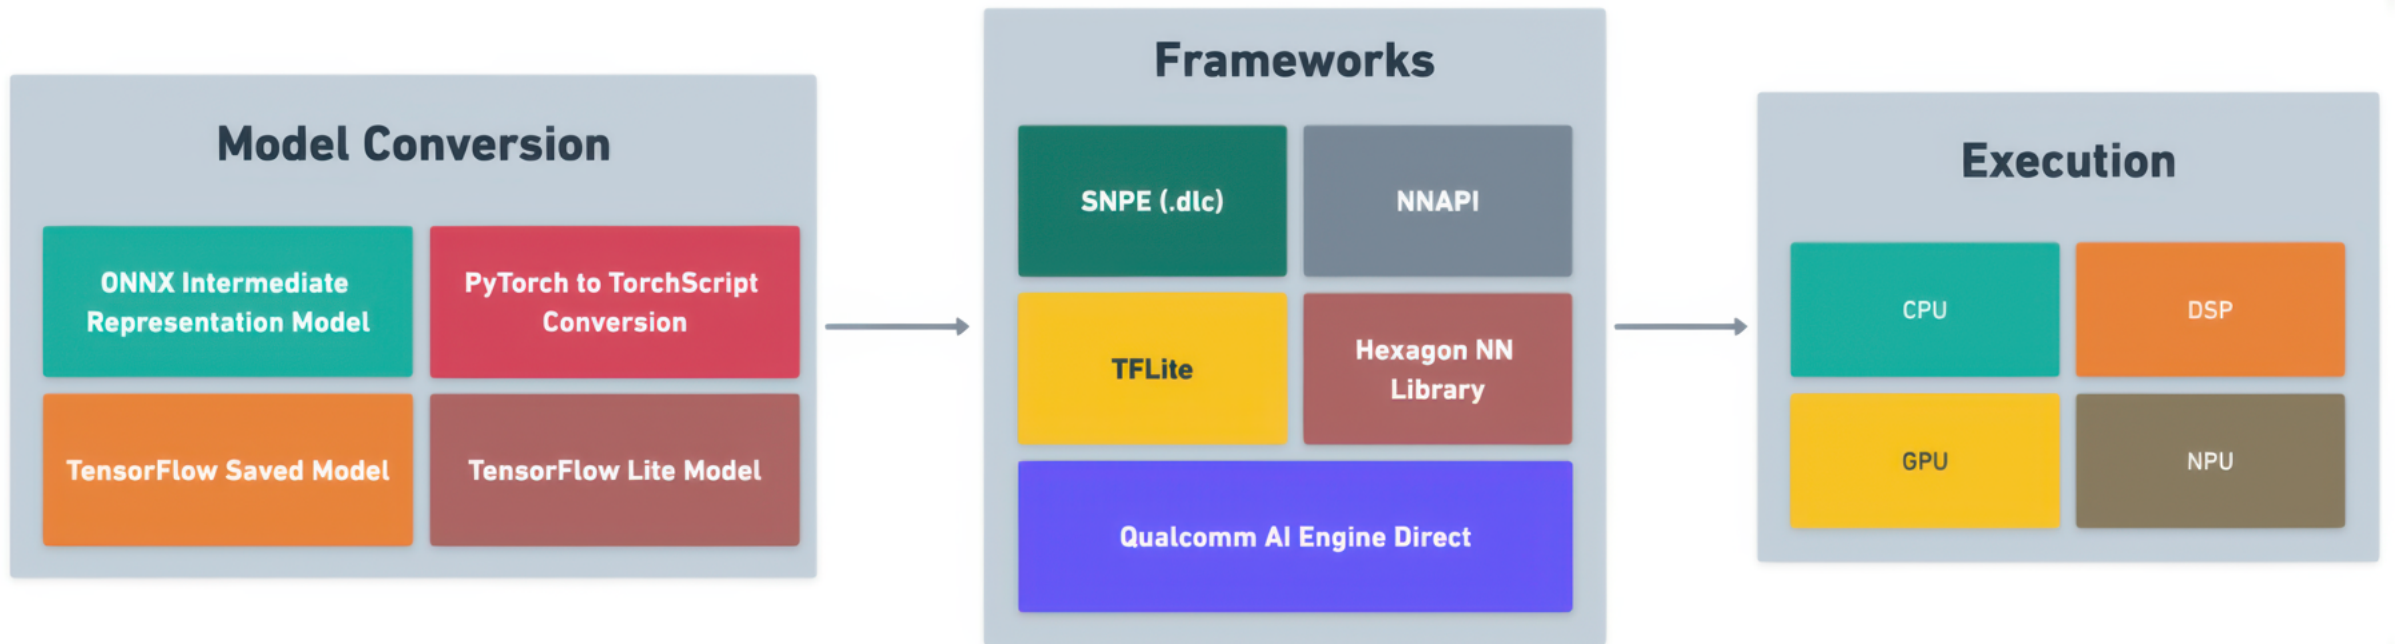 Model Conversion
ONNX Intermediate
Representation Model
PyTorch to TorchScript
Conversion
TensorFlow Saved Model
TensorFlow Lite Model
Frameworks
SNPE (.dlc)
NNAPI
TFLite
Hexagon NN
Library
Qualcomm AI Engine Direct
Execution
CPU
DSP
GPU
NPU